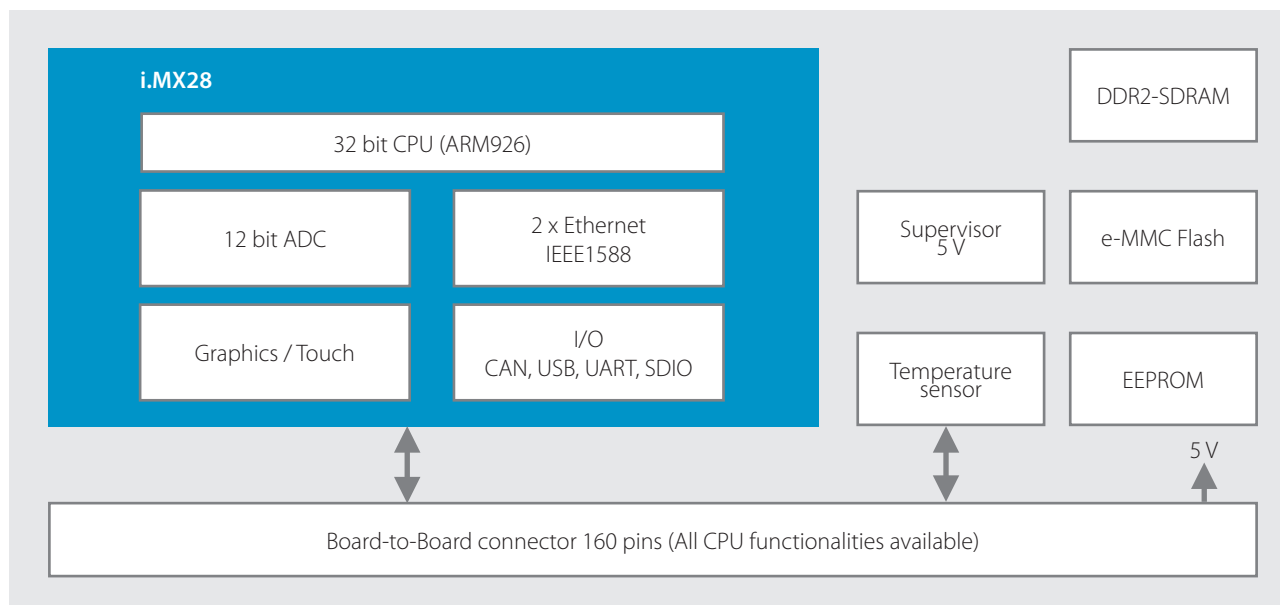 i.MX28
32 bit CPU (ARM926)
12 bit ADC
2 x Ethernet
IEEE1588
Graphics / Touch
I/O
CAN, USB, UART, SDIO
DDR2-SDRAM
Supervisor
5 V
e-MMC Flash
Temperature
sensor
EEPROM
5 V
Board-to-Board connector 160 pins (All CPU functionalities available)